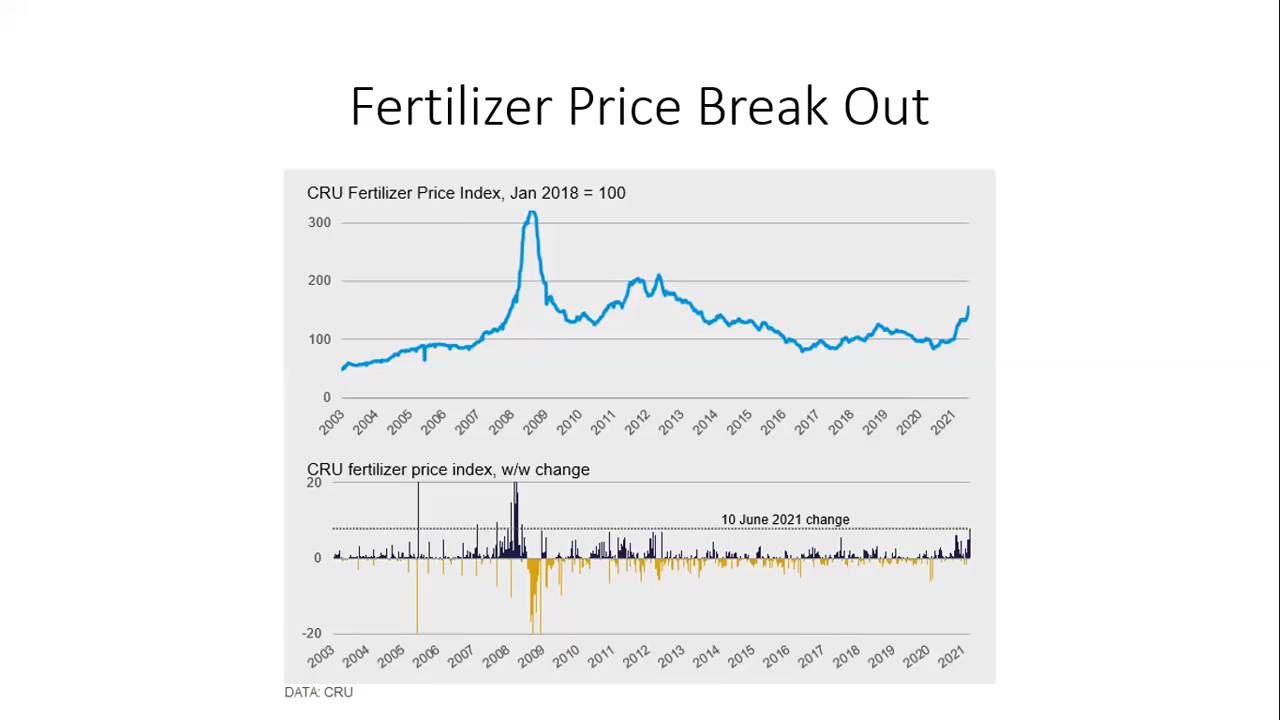 Fertilizer Price Break Out
CRU Fertilizer Price Index, Jan 2018 = 100
300
200
100
0
2003 2004 2005 2006 2007 2008 2009 2010 2011 2012 2013 2014 2015 2016 2017 2018 2019 2020 2021
CRU fertilizer price index, w/w change
20
10 June 2021 change
0
-20
2003 2004 2005 2006 2007 2008 2009 2010 2011 2012 2013 2014 2015 2016 2017 2018 2019 2020 2021
DATA: CRU